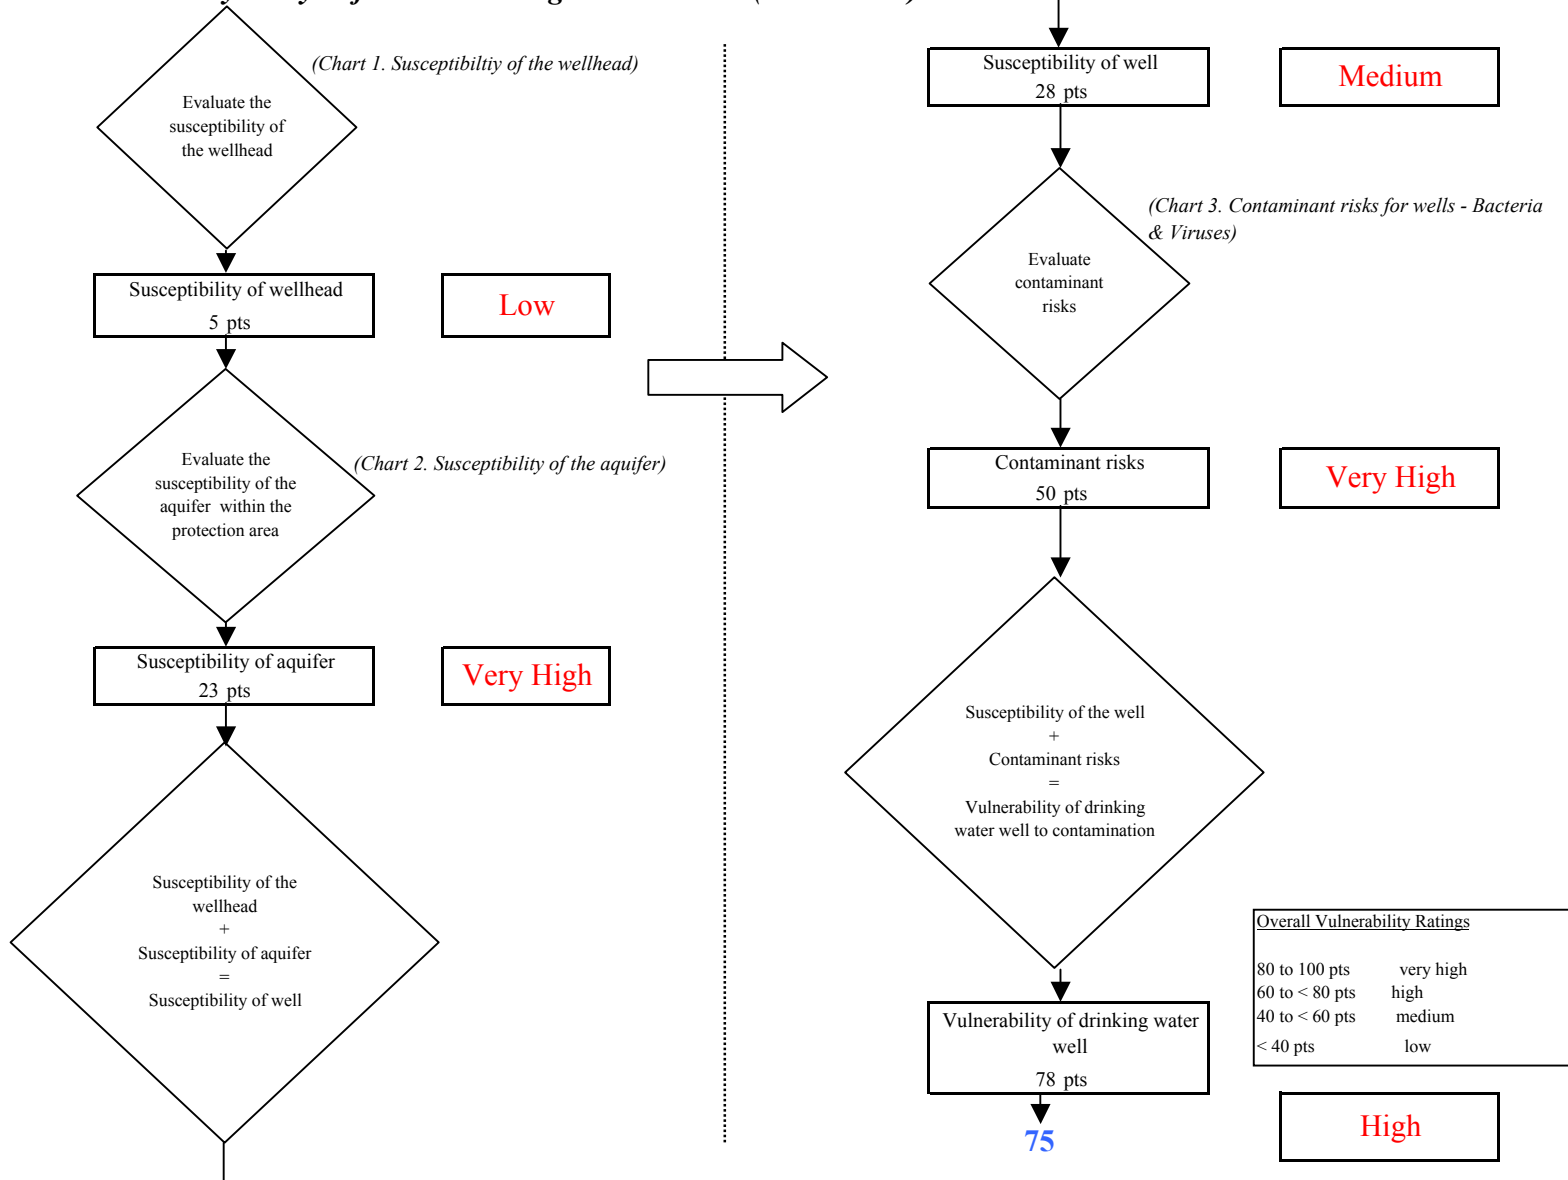 (Chart 1. Susceptibiltiy of the wellhead)
Evaluate the
susceptibility of
the wellhead
Susceptibility of wellhead
5 pts
Low
Evaluate the
susceptibility of the
aquifer within the
protection area
(Chart 2. Susceptibility of the aquifer)
Susceptibility of aquifer
23 pts
Very High
Susceptibility of the
wellhead
+
Susceptibility of aquifer
=
Susceptibility of well
Susceptibility of well
28 pts
Medium
(Chart 3. Contaminant risks for wells - Bacteria
& Viruses)
Evaluate
contaminant
risks
Contaminant risks
50 pts
Very High
Susceptibility of the well
+
Contaminant risks
=
Vulnerability of drinking
water well to contamination
Overall Vulnerability Ratings
80 to 100 pts very high
60 to < 80 pts high
40 to < 60 pts medium
< 40 pts low
Vulnerability of drinking water
well
78 pts
75
High